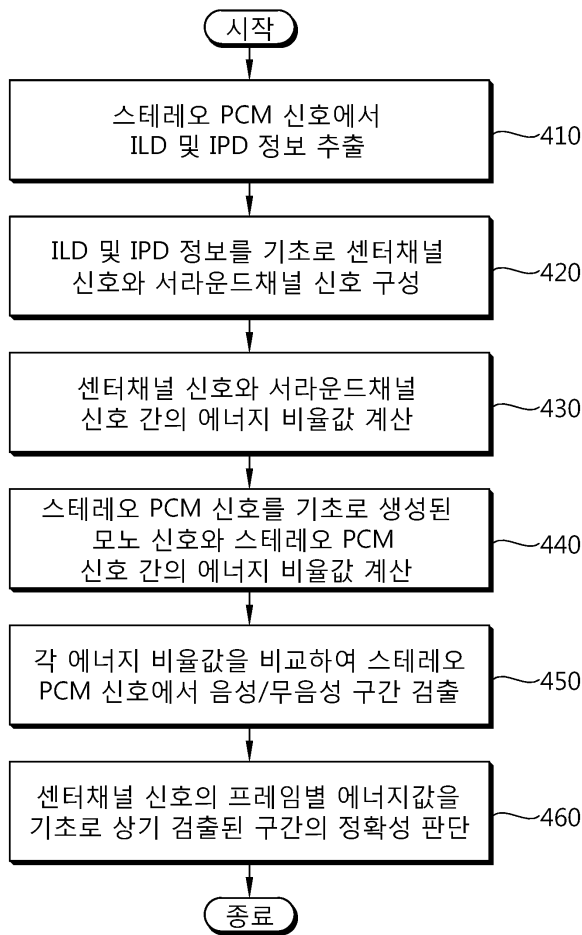 시작
스테레오 PCM 신호에서
ILD 및 IPD 정보 추출
410
ILD 및 IPD 정보를 기초로 센터채널
신호와 서라운드채널 신호 구성
420
센터채널 신호와 서라운드채널
신호 간의 에너지 비율값 계산
430
스테레오 PCM 신호를 기초로 생성된
모노 신호와 스테레오 PCM
신호 간의 에너지 비율값 계산
440
각 에너지 비율값을 비교하여 스테레오
PCM 신호에서 음성/무음성 구간 검출
450
센터채널 신호의 프레임별 에너지값을
기초로 상기 검출된 구간의 정확성 판단
460
종료